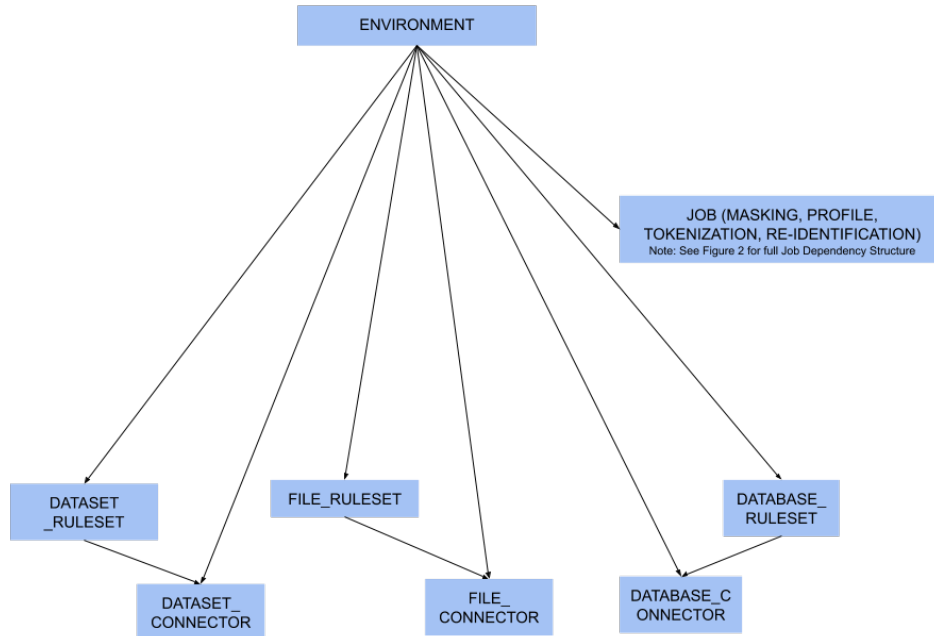 ENVIRONMENT
JOB (MASKING, PROFILE,
TOKENIZATION, RE-IDENTIFICATION)
Note: See Figure 2 for full Job Dependency Structure
DATASET
_RULESET
FILE_RULESET
DATABASE_
RULESET
DATASET_
CONNECTOR
FILE_
CONNECTOR
DATABASE_C
ONNECTOR